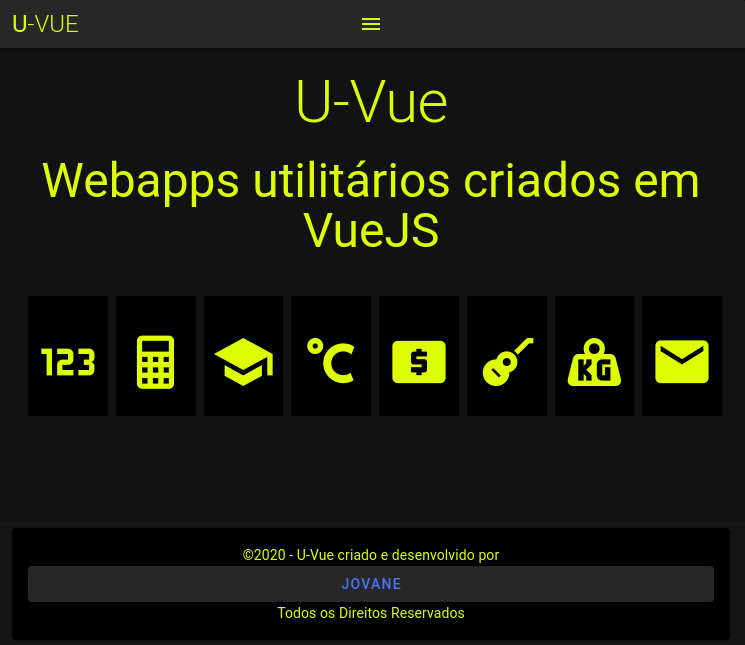 U-VUE
U-Vue
Webapps utilitários criados em
VueJS
123
°C
$
KG
©2020 - U-Vue criado e desenvolvido por
JOVANE
Todos os Direitos Reservados